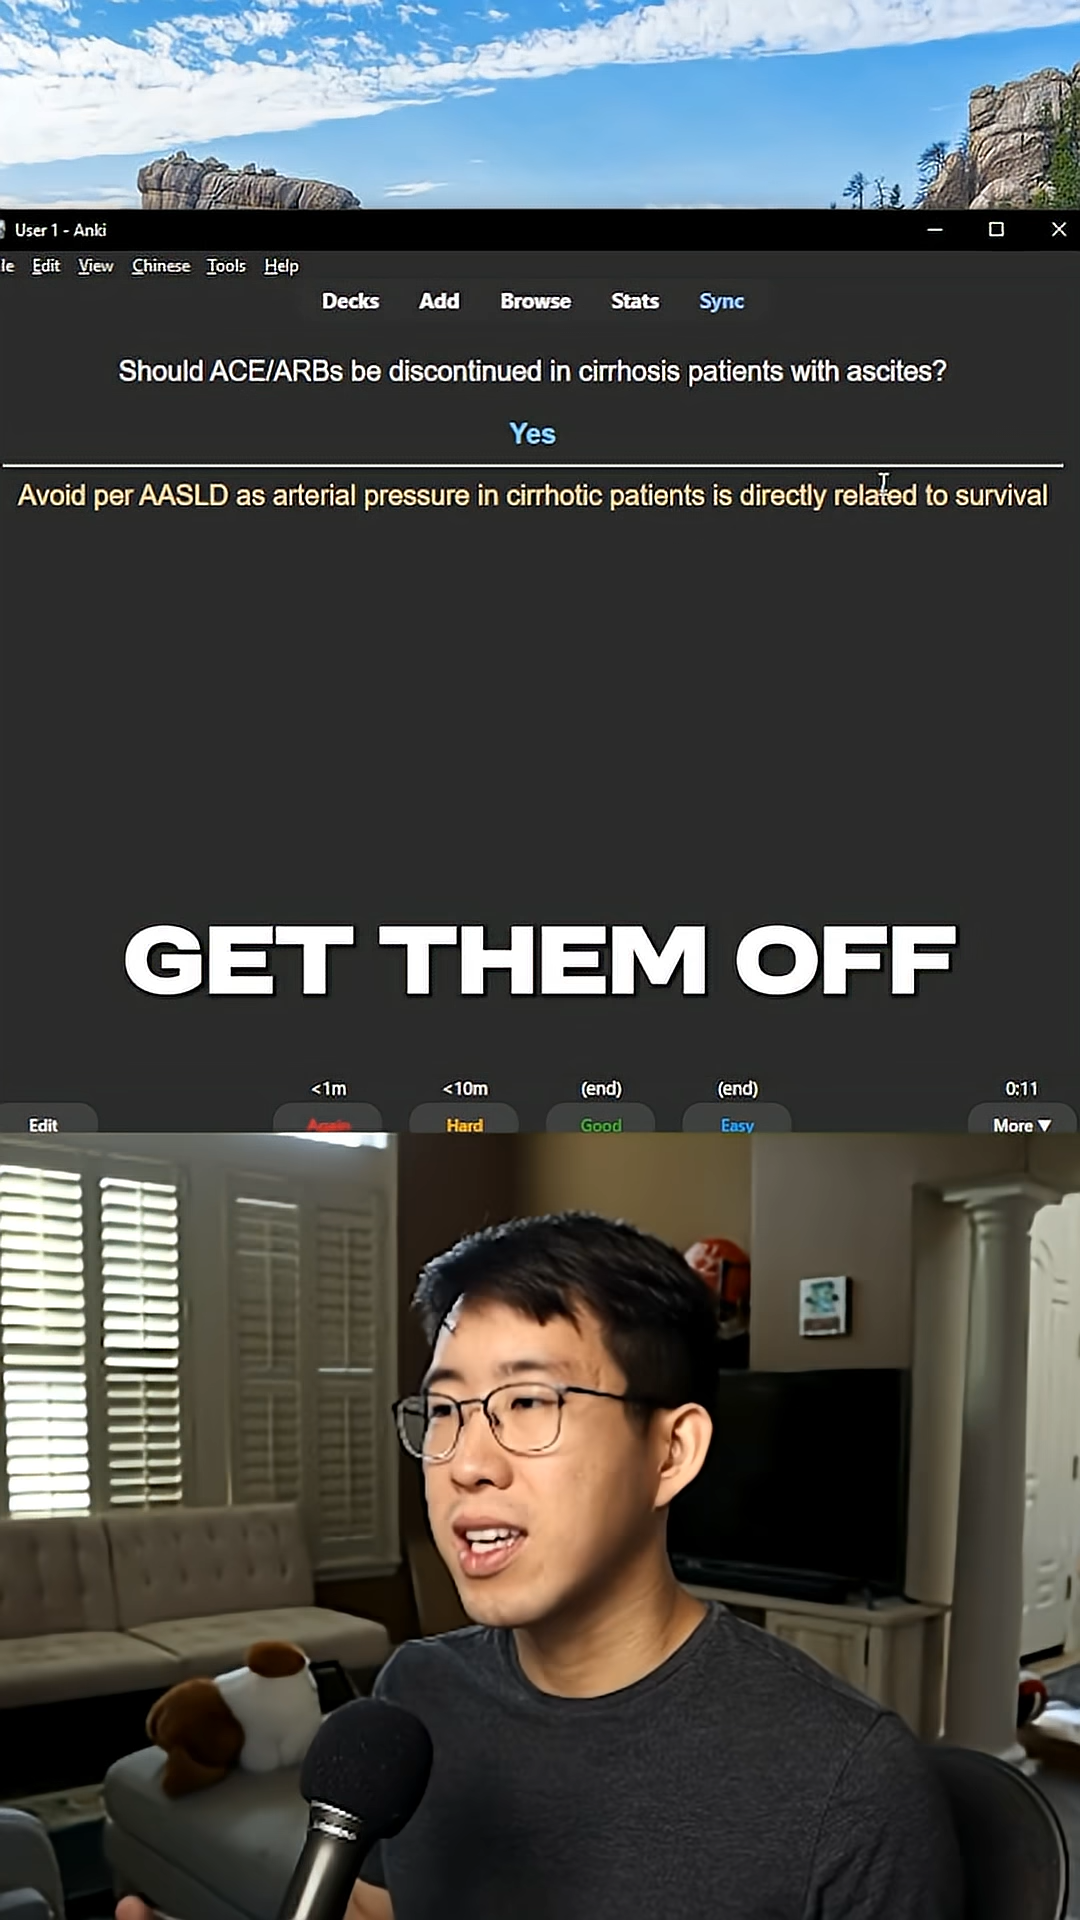 User 1 - Anki
le Edit View Chinese Tools Help
Decks Add Browse Stats Sync
Should ACE/ARBs be discontinued in cirrhosis patients with ascites?
Yes
Avoid per AASLD as arterial pressure in cirrhotic patients is directly related to survival
GET THEM OFF
<1m <10m (end) (end) 0:11
Edit Again Hard Good Easy More ▼